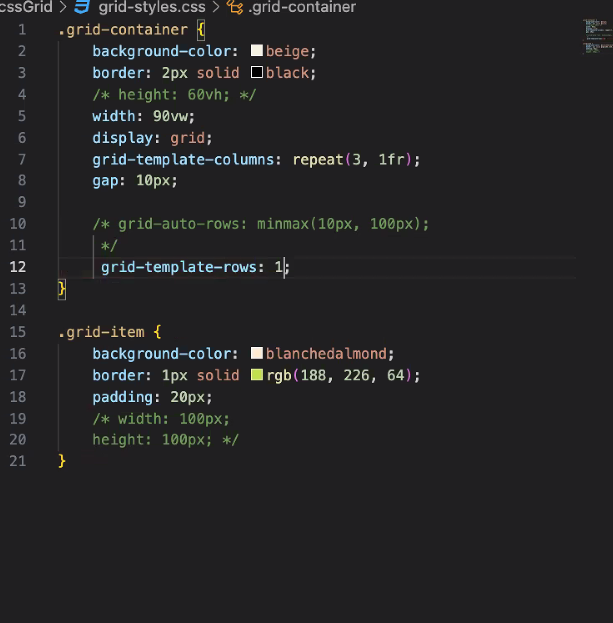 cssGrid > grid-styles.css > .grid-container
1 .grid-container {
2 background-color: beige;
3 border: 2px solid black;
4 /* height: 60vh; */
5 width: 90vw;
6 display: grid;
7 grid-template-columns: repeat(3, 1fr);
8 gap: 10px;
9
10 /* grid-auto-rows: minmax(10px, 100px);
11 */
12 grid-template-rows: 1;
13 }
14
15 .grid-item {
16 background-color: blanchedalmond;
17 border: 1px solid rgb(188, 226, 64);
18 padding: 20px;
19 /* width: 100px;
20 height: 100px; */
21 }